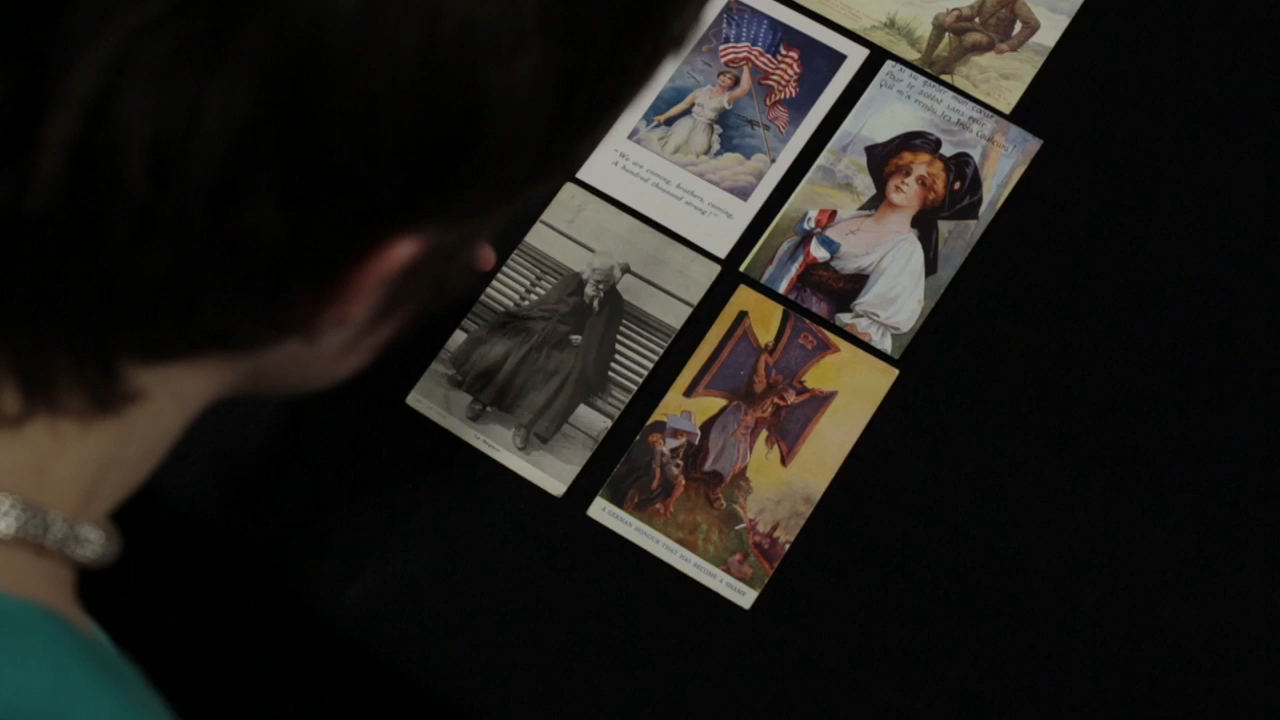 "We are coming, brothers, coming,
A hundred thousand strong!"
J'ai su garder mon cœur
Pour le soldat sans peur
Qui m'a rendu les Trois Couleurs!
A GERMAN HONOUR THAT HAS BECOME A SHAME